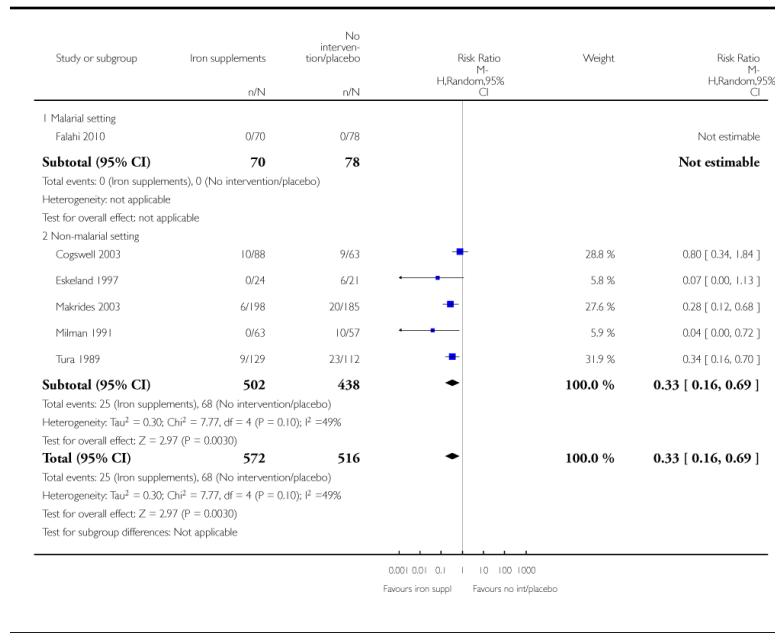 Study or subgroup Iron supplements No interven-tion/placebo Risk Ratio M-H,Random,95% CI Weight Risk Ratio M-H,Random,95% CI
n/N n/N
1 Malarial setting
Falahi 2010 0/70 0/78 Not estimable
Subtotal (95% CI) 70 78 Not estimable
Total events: 0 (Iron supplements), 0 (No intervention/placebo)
Heterogeneity: not applicable
Test for overall effect: not applicable
2 Non-malarial setting
Cogswell 2003 10/88 9/63 28.8 % 0.80 [ 0.34, 1.84 ]
Eskeland 1997 0/24 6/21 5.8 % 0.07 [ 0.00, 1.13 ]
Makrides 2003 6/198 20/185 27.6 % 0.28 [ 0.12, 0.68 ]
Milman 1991 0/63 10/57 5.9 % 0.04 [ 0.00, 0.72 ]
Tura 1989 9/129 23/112 31.9 % 0.34 [ 0.16, 0.70 ]
Subtotal (95% CI) 502 438 100.0 % 0.33 [ 0.16, 0.69 ]
Total events: 25 (Iron supplements), 68 (No intervention/placebo)
Heterogeneity: Tau² = 0.30; Chi² = 7.77, df = 4 (P = 0.10); I² =49%
Test for overall effect: Z = 2.97 (P = 0.0030)
Total (95% CI) 572 516 100.0 % 0.33 [ 0.16, 0.69 ]
Total events: 25 (Iron supplements), 68 (No intervention/placebo)
Heterogeneity: Tau² = 0.30; Chi² = 7.77, df = 4 (P = 0.10); I² =49%
Test for overall effect: Z = 2.97 (P = 0.0030)
Test for subgroup differences: Not applicable
0.001 0.01 0.1 1 10 100 1000
Favours iron suppl Favours no int/placebo